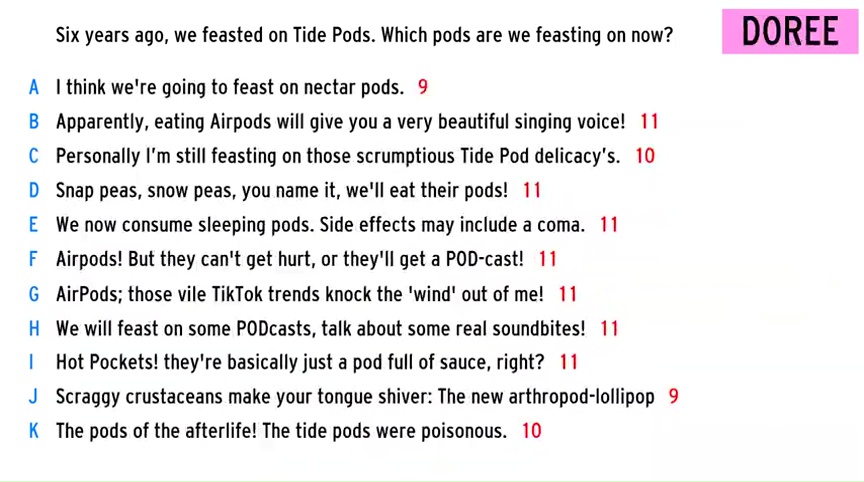 Six years ago, we feasted on Tide Pods. Which pods are we feasting on now?
DOREE
A I think we're going to feast on nectar pods. 9
B Apparently, eating Airpods will give you a very beautiful singing voice! 11
C Personally I'm still feasting on those scrumptious Tide Pod delicacy's. 10
D Snap peas, snow peas, you name it, we'll eat their pods! 11
E We now consume sleeping pods. Side effects may include a coma. 11
F Airpods! But they can't get hurt, or they'll get a POD-cast! 11
G AirPods; those vile TikTok trends knock the 'wind' out of me! 11
H We will feast on some PODcasts, talk about some real soundbites! 11
I Hot Pockets! they're basically just a pod full of sauce, right? 11
J Scraggy crustaceans make your tongue shiver: The new arthropod-lollipop 9
K The pods of the afterlife! The tide pods were poisonous. 10